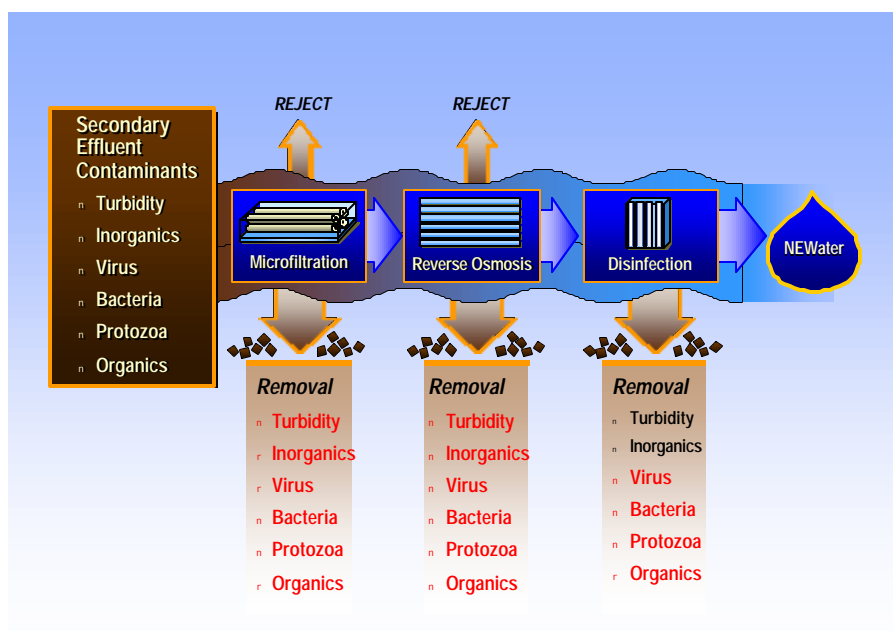 REJECT
REJECT
Secondary
Effluent
Contaminants
n Turbidity
n Inorganics
n Virus
n Bacteria
n Protozoa
n Organics
Microfiltration
Reverse Osmosis
Disinfection
NEWater
Removal
n Turbidity
r Inorganics
r Virus
n Bacteria
n Protozoa
r Organics
Removal
n Turbidity
n Inorganics
n Virus
n Bacteria
n Protozoa
n Organics
Removal
n Turbidity
n Inorganics
n Virus
n Bacteria
n Protozoa
r Organics